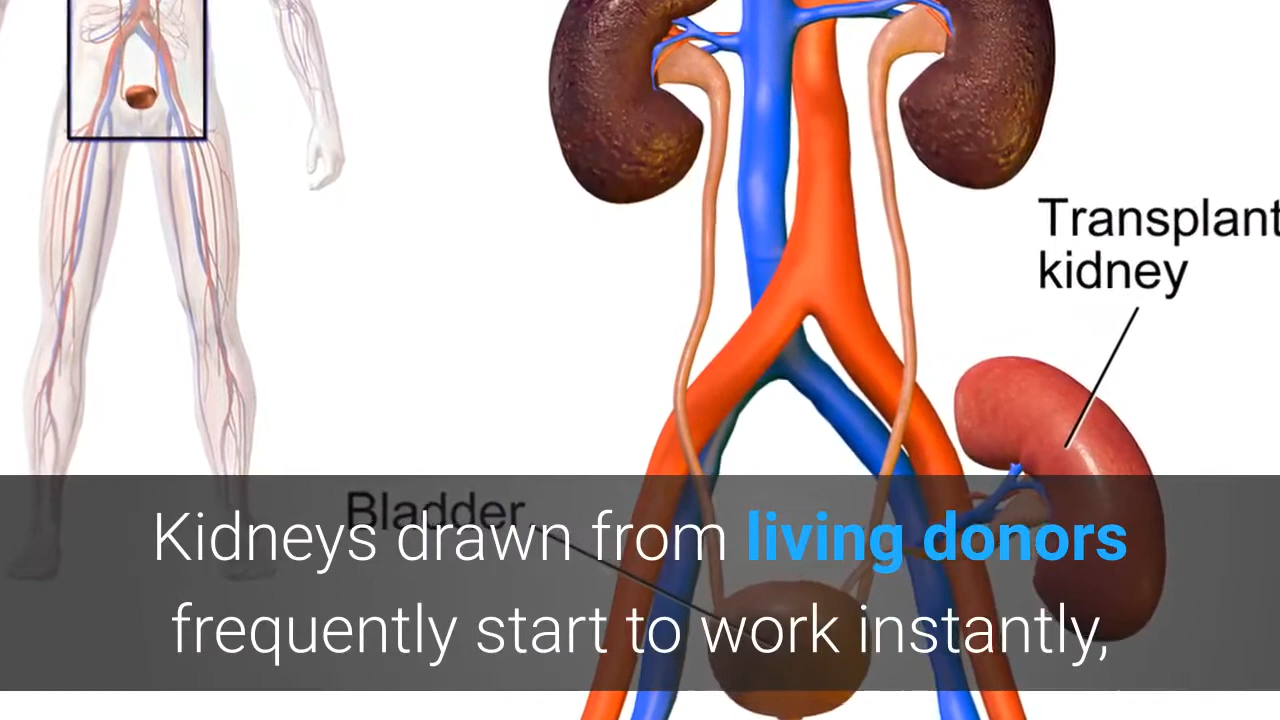 Transplant
kidney
Bladder
Kidneys drawn from living donors
frequently start to work instantly,